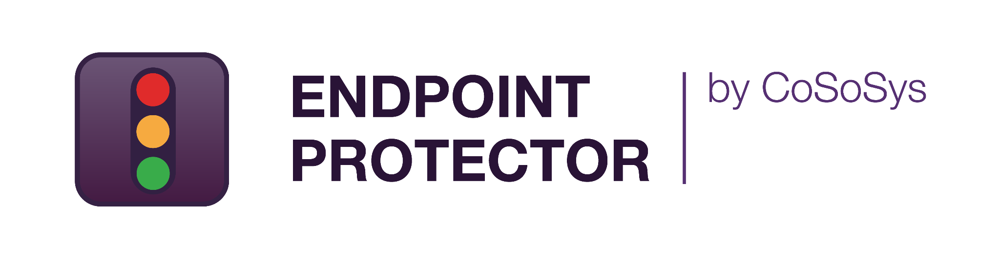 ENDPOINT
PROTECTOR
by CoSoSys